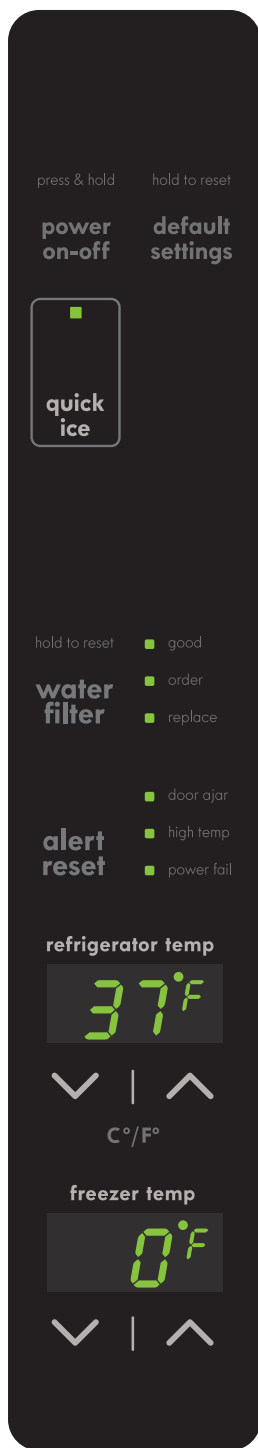 press & hold
hold to reset
power
on-off
default
settings
quick
ice
hold to reset
water
filter
good
order
replace
alert
reset
door ajar
high temp
power fail
refrigerator temp
37°F
C°/F°
freezer temp
0°F